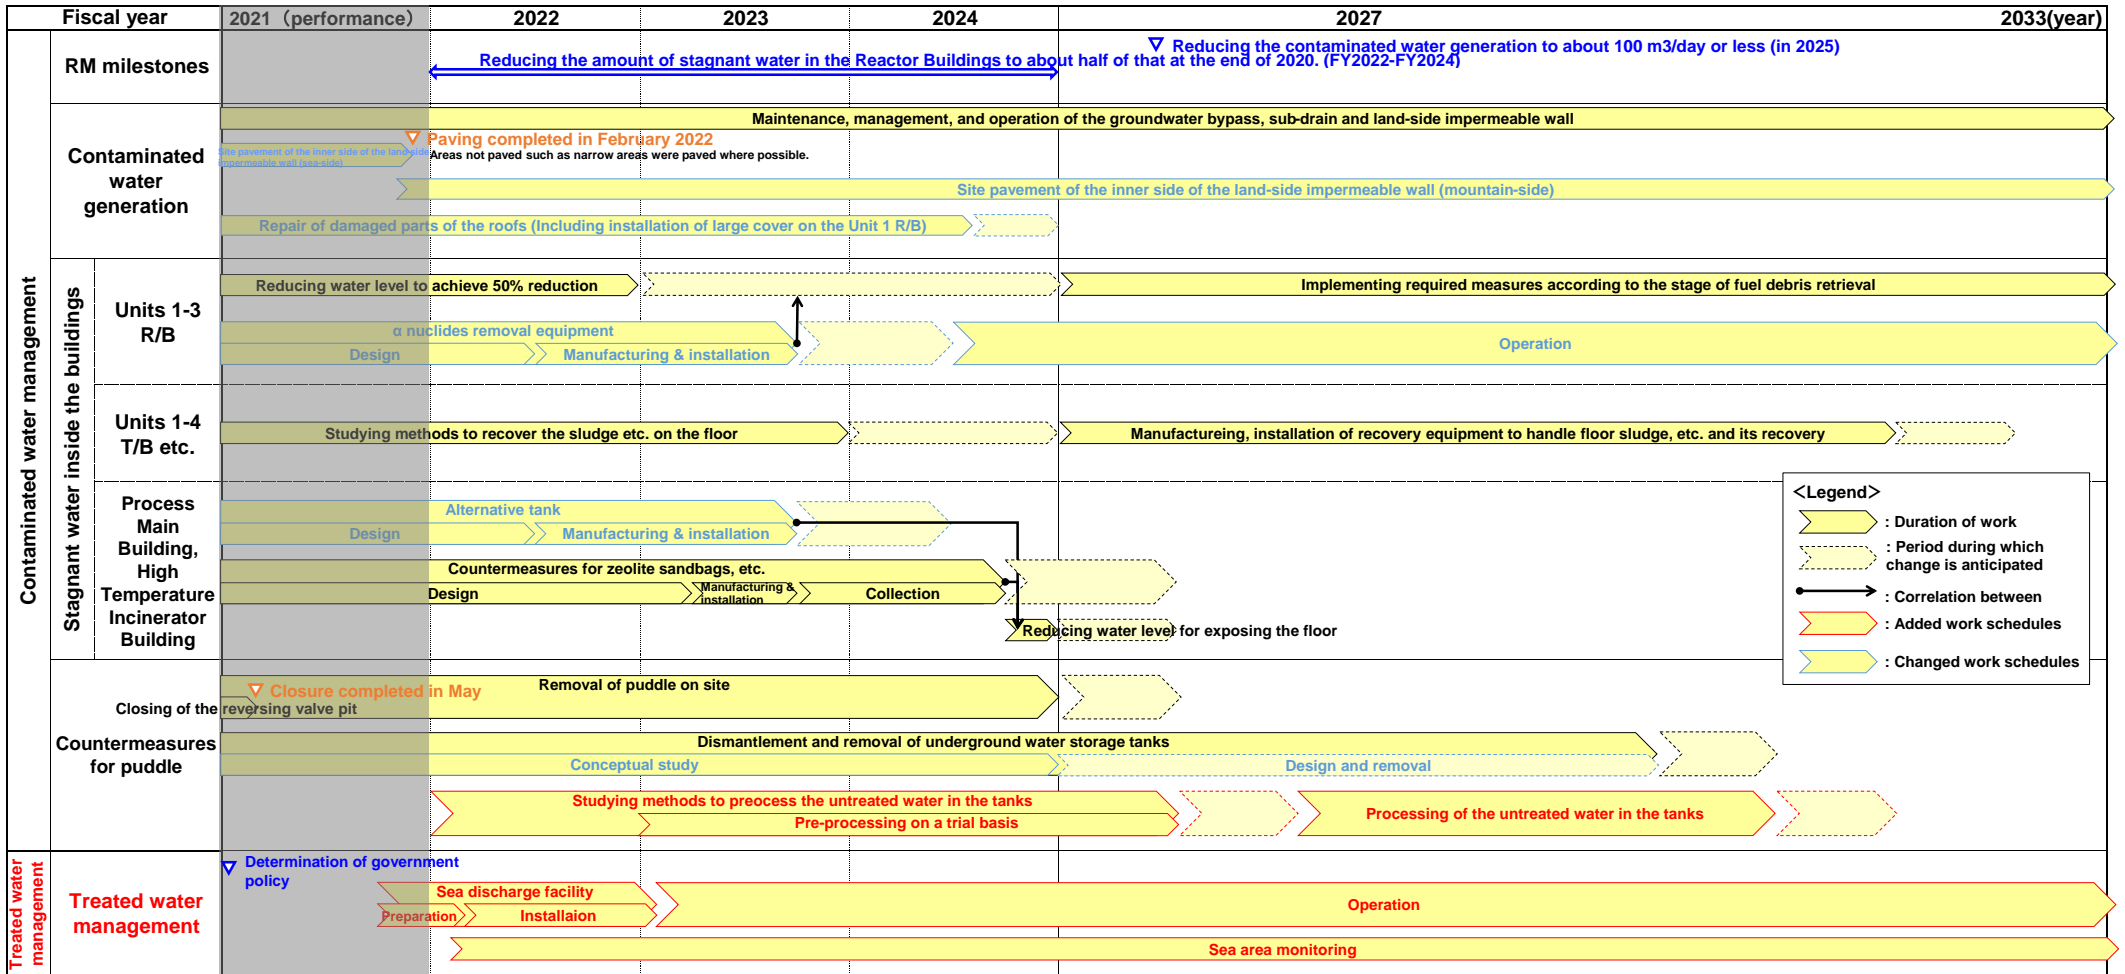 Fiscal year
2021（performance）
2022
2023
2024
2027
2033(year)
Contaminated water management
RM milestones
Reducing the contaminated water generation to about 100 m3/day or less (in 2025)
Reducing the amount of stagnant water in the Reactor Buildings to about half of that at the end of 2020. (FY2022-FY2024)
Contaminated
water
generation
Maintenance, management, and operation of the groundwater bypass, sub-drain and land-side impermeable wall
Paving completed in February 2022
Site pavement of the inner side of the land-side
impermeable wall (sea-side)
Areas not paved such as narrow areas were paved where possible.
Site pavement of the inner side of the land-side impermeable wall (mountain-side)
Repair of damaged parts of the roofs (Including installation of large cover on the Unit 1 R/B)
Stagnant water inside the buildings
Units 1-3
R/B
Reducing water level to achieve 50% reduction
Implementing required measures according to the stage of fuel debris retrieval
α nuclides removal equipment
Design
Manufacturing & installation
Operation
Units 1-4
T/B etc.
Studying methods to recover the sludge etc. on the floor
Manufactureing, installation of recovery equipment to handle floor sludge, etc. and its recovery
Process
Main
Building,
High
Temperature
Incinerator
Building
Alternative tank
Design
Manufacturing & installation
Countermeasures for zeolite sandbags, etc.
Design
Manufacturing &
installation
Collection
Reducing water level for exposing the floor
<Legend>
: Duration of work
: Period during which
change is anticipated
: Correlation between
: Added work schedules
: Changed work schedules
Countermeasures
for puddle
Closure completed in May
Removal of puddle on site
Closing of the reversing valve pit
Dismantlement and removal of underground water storage tanks
Conceptual study
Design and removal
Studying methods to preocess the untreated water in the tanks
Pre-processing on a trial basis
Processing of the untreated water in the tanks
Treated water
management
Treated water
management
Determination of government
policy
Sea discharge facility
Preparation
Installaion
Operation
Sea area monitoring